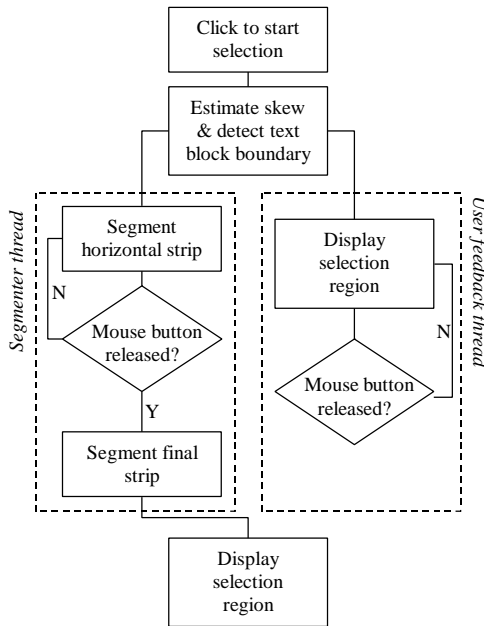 Click to start
selection
Estimate skew
& detect text
block boundary
Segmenter thread
Segment
horizontal strip
N
Mouse button
released?
Y
Segment final
strip
User feedback thread
Display
selection
region
N
Mouse button
released?
Display
selection
region